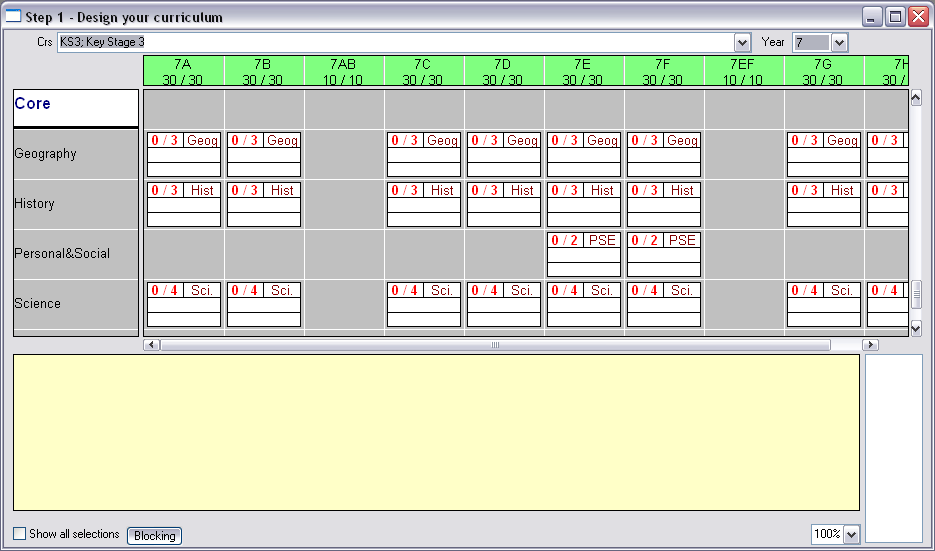 Step 1 - Design your curriculum
Crs KS3; Key Stage 3 Year 7
7A 7B 7AB 7C 7D 7E 7F 7EF 7G 7H
30 / 30 30 / 30 10 / 10 30 / 30 30 / 30 30 / 30 30 / 30 10 / 10 30 / 30 30 /
Core
Geography 0 / 3 Geog 0 / 3 Geog 0 / 3 Geog 0 / 3 Geog 0 / 3 Geog 0 / 3 Geog 0 / 3 Geog 0 / 3
History 0 / 3 Hist 0 / 3 Hist 0 / 3 Hist 0 / 3 Hist 0 / 3 Hist 0 / 3 Hist 0 / 3 Hist 0 / 3
Personal&Social 0 / 2 PSE 0 / 2 PSE
Science 0 / 4 Sci. 0 / 4 Sci. 0 / 4 Sci. 0 / 4 Sci. 0 / 4 Sci. 0 / 4 Sci. 0 / 4 Sci. 0 / 4
Show all selections Blocking 100%